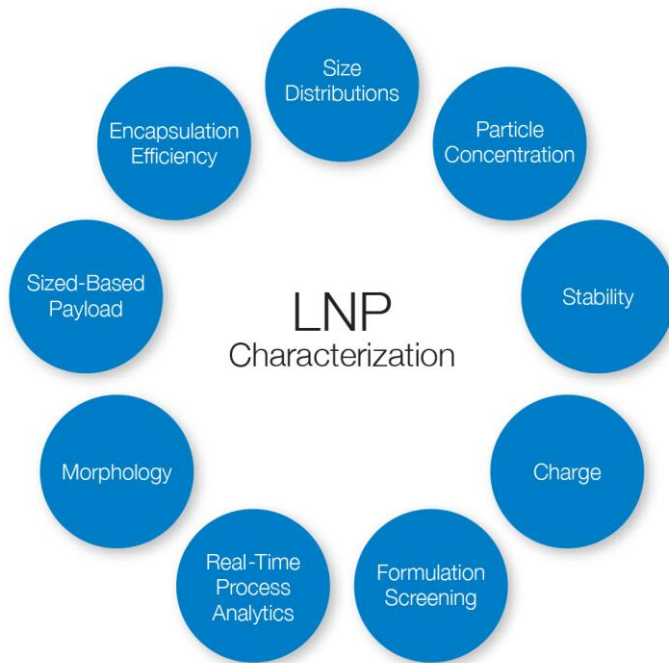 Size
Distributions
Particle
Concentration
Stability
Charge
Formulation
Screening
Real-Time
Process
Analytics
Morphology
Sized-Based
Payload
Encapsulation
Efficiency
LNP
Characterization